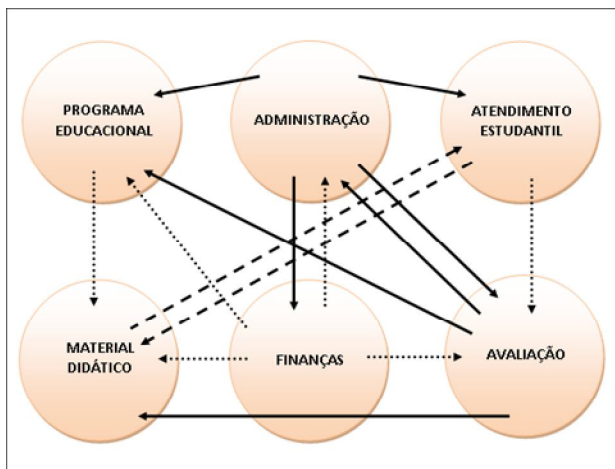 PROGRAMA
EDUCACIONAL
ADMINISTRAÇÃO
ATENDIMENTO
ESTUDANTIL
MATERIAL
DIDÁTICO
FINANÇAS
AVALIAÇÃO